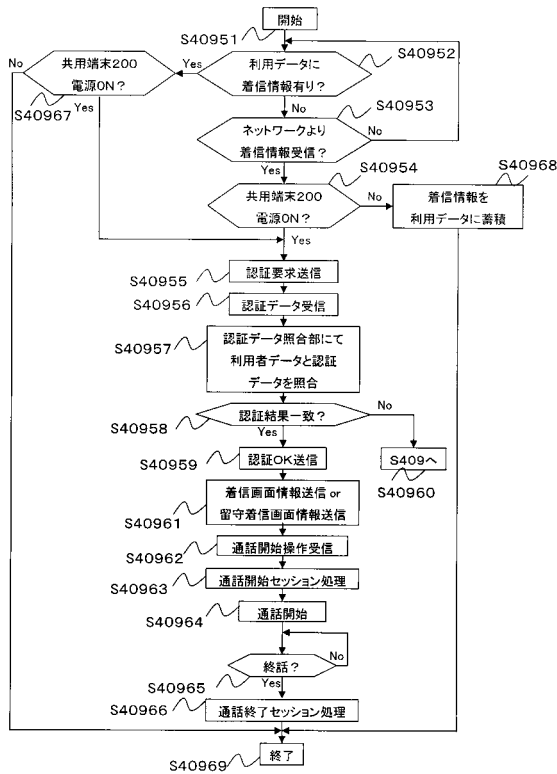 開始
S40951
S40952
利用データに
着信情報有り?
Yes
No
共用端末200
電源ON?
No
Yes
S40967
S40953
ネットワークより
着信情報受信?
No
Yes
S40954
共用端末200
電源ON?
No
Yes
S40968
着信情報を
利用データに蓄積
認証要求送信
S40955
認証データ受信
S40956
認証データ照合部にて
利用者データと認証
データを照合
S40957
認証結果一致?
No
Yes
S40958
S409へ
S40960
認証OK送信
S40959
着信画面情報送信 or
留守着信画面情報送信
S40961
通話開始操作受信
S40962
通話開始セッション処理
S40963
通話開始
S40964
終話?
No
Yes
S40965
通話終了セッション処理
S40966
終了
S40969